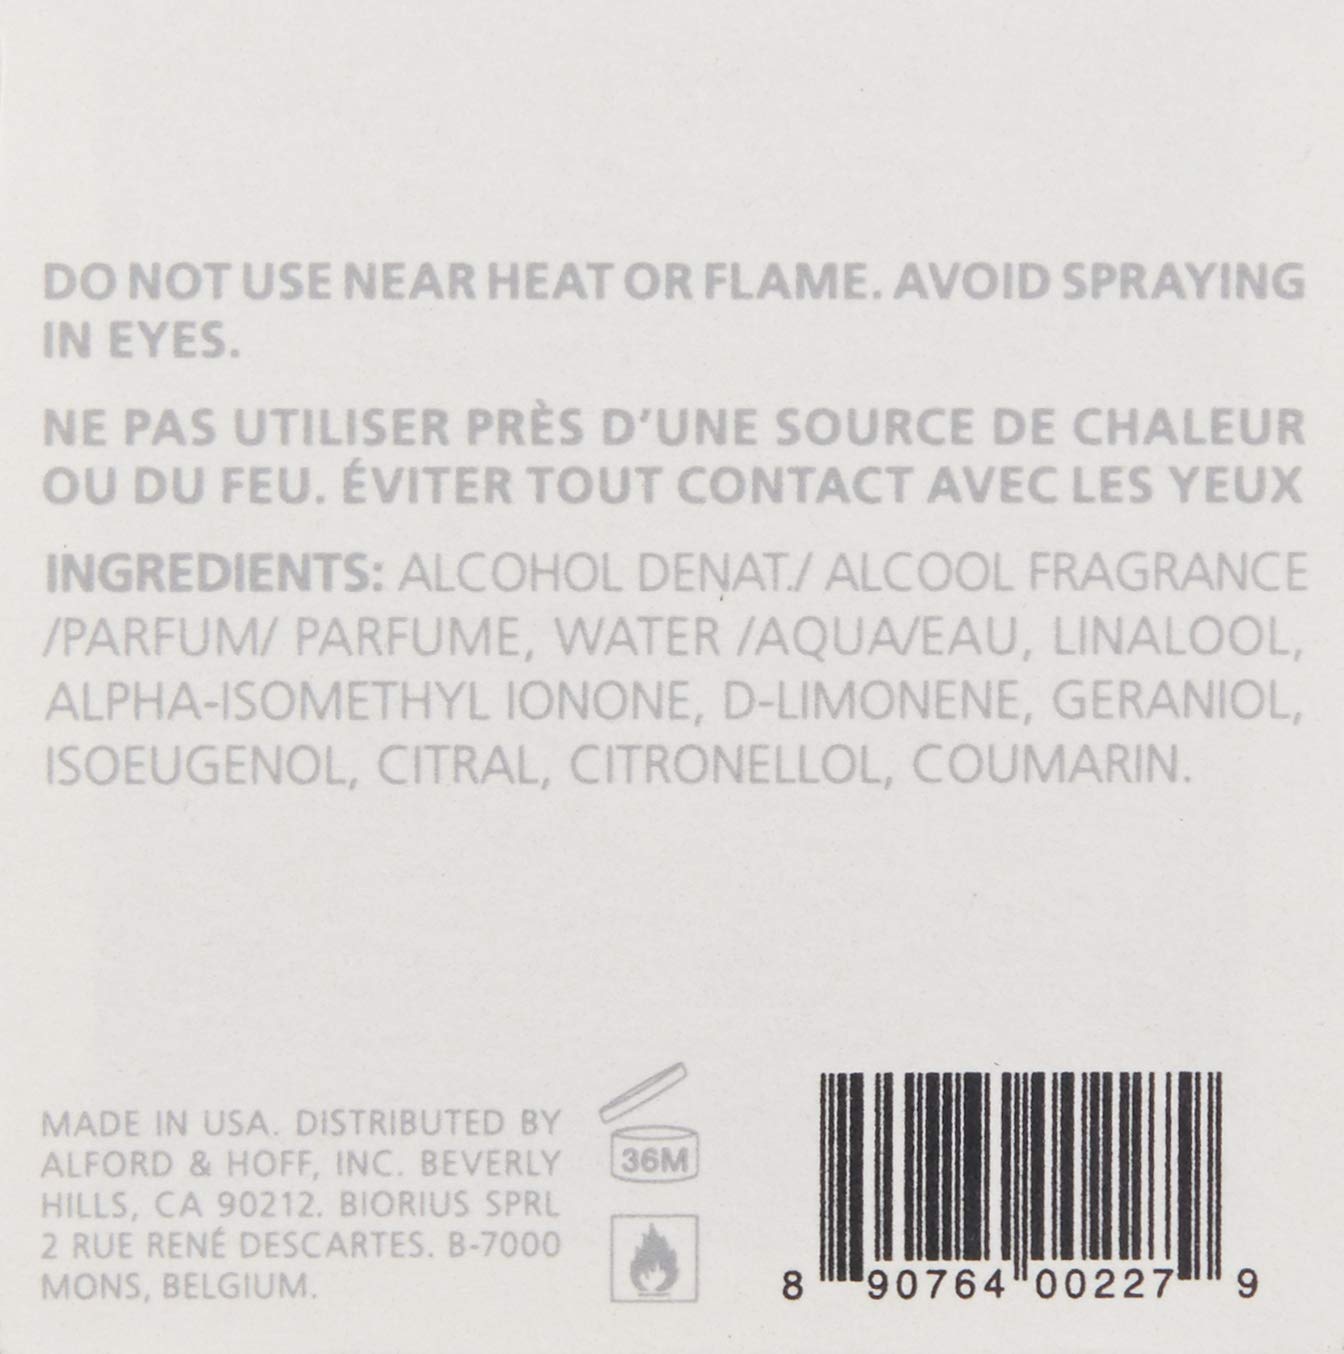 DO NOT USE NEAR HEAT OR FLAME. AVOID SPRAYING
IN EYES.
NE PAS UTILISER PRÈS D'UNE SOURCE DE CHALEUR
OU DU FEU. ÉVITER TOUT CONTACT AVEC LES YEUX
INGREDIENTS: ALCOHOL DENAT./ ALCOOL FRAGRANCE
/PARFUM/ PARFUME, WATER /AQUA/EAU, LINALOOL,
ALPHA-ISOMETHYL IONONE, D-LIMONENE, GERANIOL,
ISOEUGENOL, CITRAL, CITRONELLOL, COUMARIN.
MADE IN USA. DISTRIBUTED BY
ALFORD & HOFF, INC. BEVERLY
HILLS, CA 90212. BIORIUS SPRL
2 RUE RENÉ DESCARTES. B-7000
MONS, BELGIUM.
36M
8 90764 00227 9